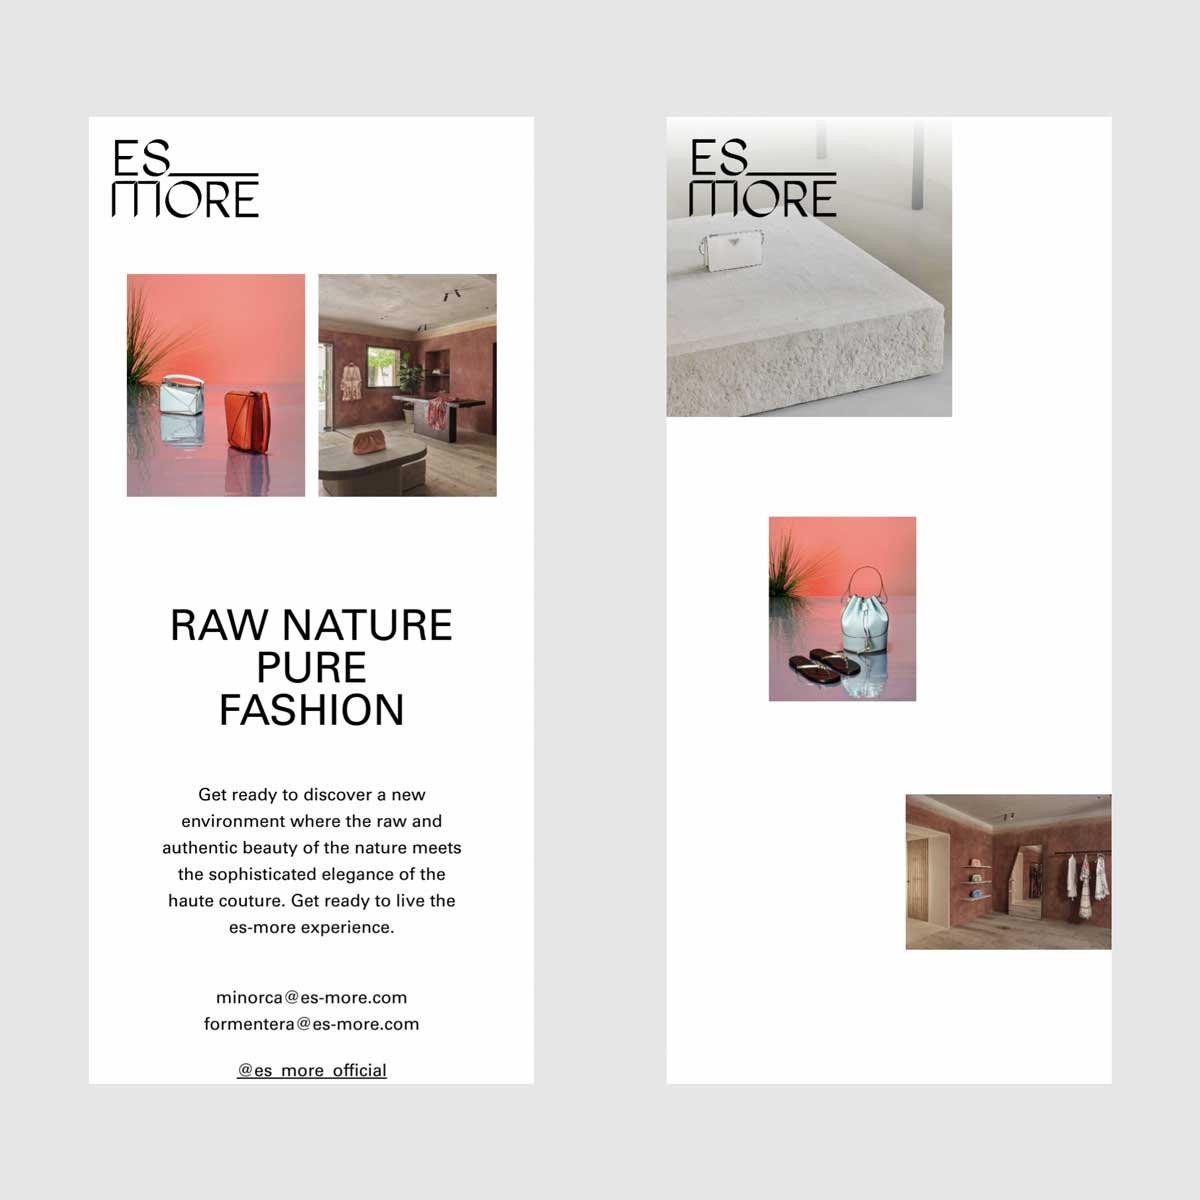 ES
MORE
RAW NATURE
PURE
FASHION
Get ready to discover a new
environment where the raw and
authentic beauty of the nature meets
the sophisticated elegance of the
haute couture. Get ready to live the
es-more experience.
minorca@es-more.com
formentera@es-more.com
@es_more_official
ES
MORE